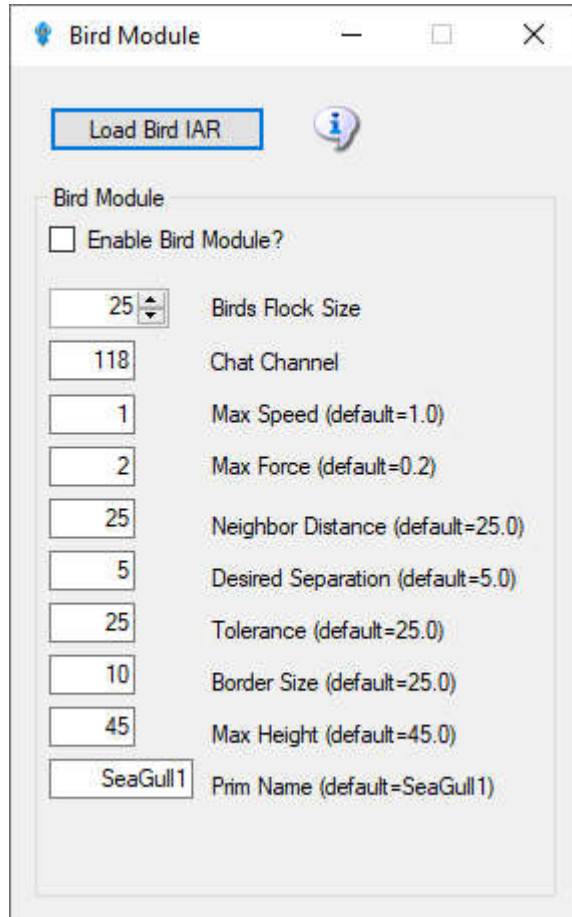 Bird Module
Load Bird IAR
Bird Module
Enable Bird Module?
25 Birds Flock Size
118 Chat Channel
1 Max Speed (default=1.0)
2 Max Force (default=0.2)
25 Neighbor Distance (default=25.0)
5 Desired Separation (default=5.0)
25 Tolerance (default=25.0)
10 Border Size (default=25.0)
45 Max Height (default=45.0)
SeaGull1 Prim Name (default=SeaGull1)